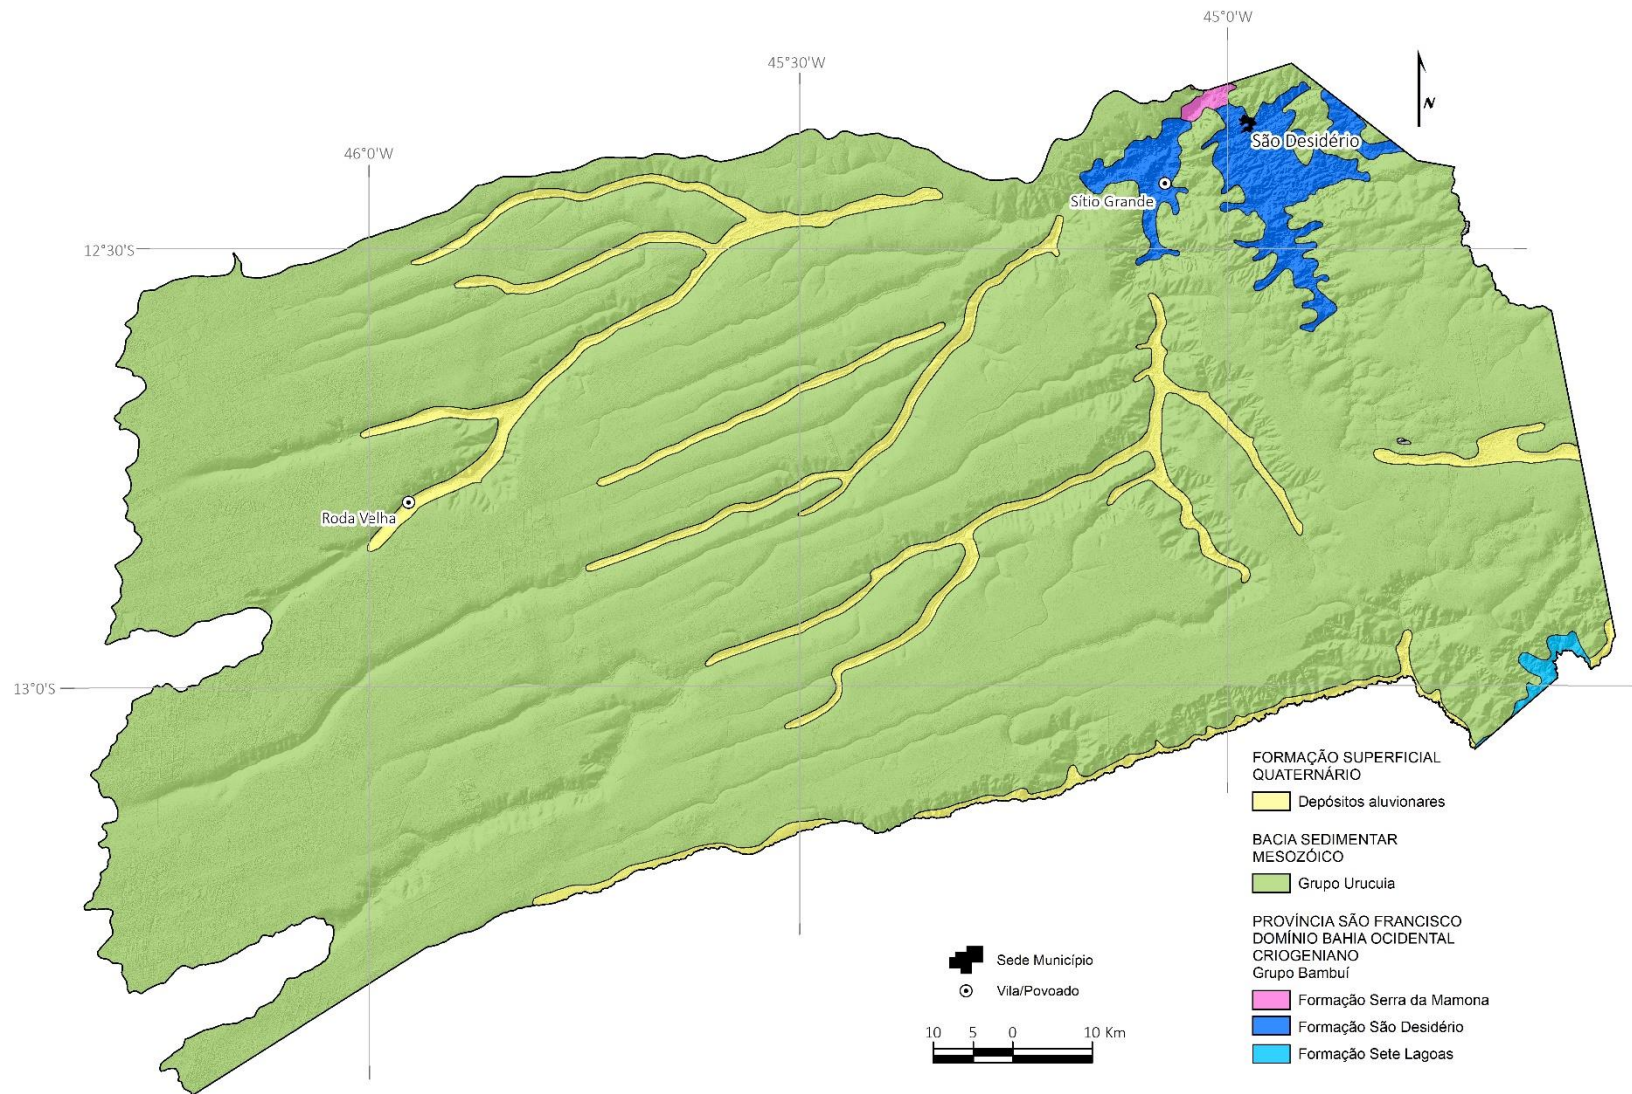 45°0'W
45°30'W
46°0'W
N
São Desidério
Sítio Grande
12°30'S
Roda Velha
13°0'S
FORMAÇÃO SUPERFICIAL
QUATERNÁRIO
Depósitos aluvionares
BACIA SEDIMENTAR
MESOZÓICO
Grupo Urucuia
PROVÍNCIA SÃO FRANCISCO
DOMÍNIO BAHIA OCIDENTAL
CRIOGENIANO
Grupo Bambuí
Formação Serra da Mamona
Formação São Desidério
Formação Sete Lagoas
Sede Município
Vila/Povoado
10 5 0 10 Km